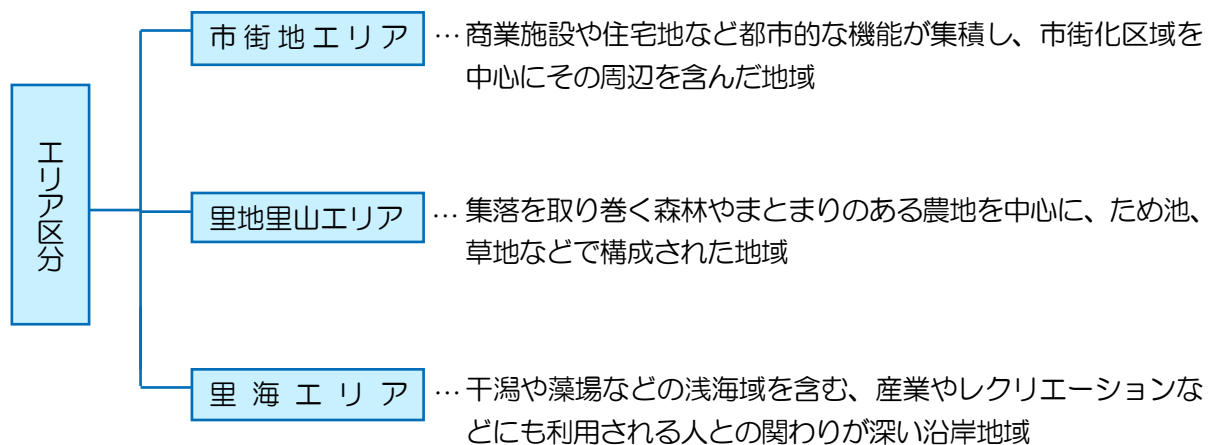 エリア区分
市街地エリア
… 商業施設や住宅地など都市的な機能が集積し、市街化区域を
中心にその周辺を含んだ地域
里地里山エリア
… 集落を取り巻く森林やまとまりのある農地を中心に、ため池、
草地などで構成された地域
里海エリア
… 干潟や藻場などの浅海域を含む、産業やレクリエーションな
どにも利用される人との関わりが深い沿岸地域